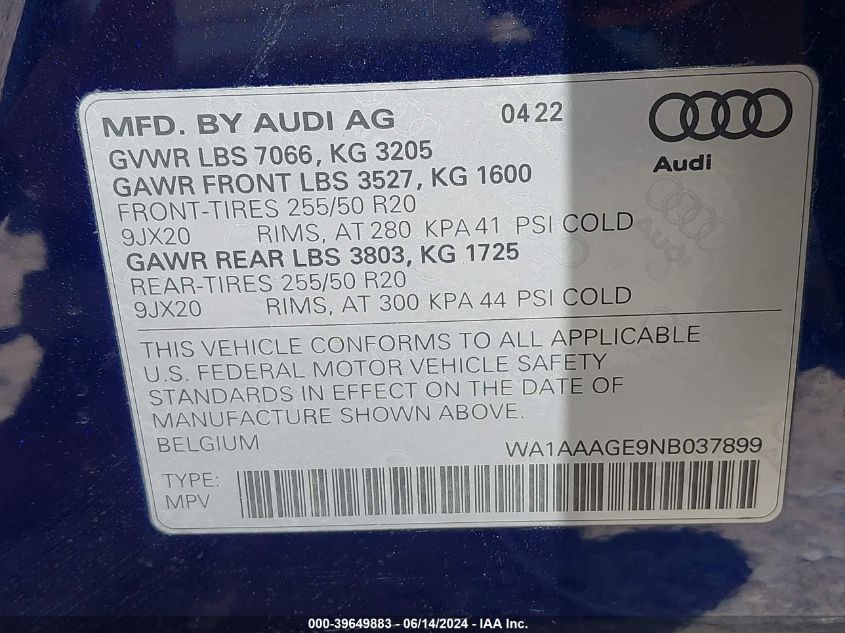 MFD. BY AUDI AG 04 22
Audi
GVWR LBS 7066, KG 3205
GAWR FRONT LBS 3527, KG 1600
FRONT-TIRES 255/50 R20
9JX20 RIMS, AT 280 KPA 41 PSI COLD
GAWR REAR LBS 3803, KG 1725
REAR-TIRES 255/50 R20
9JX20 RIMS, AT 300 KPA 44 PSI COLD
Audi
THIS VEHICLE CONFORMS TO ALL APPLICABLE
U.S. FEDERAL MOTOR VEHICLE SAFETY
STANDARDS IN EFFECT ON THE DATE OF
MANUFACTURE SHOWN ABOVE.
BELGIUM WA1AAAGE9NB037899
TYPE:
MPV
000-39649883 - 06/14/2024 - IAA Inc.